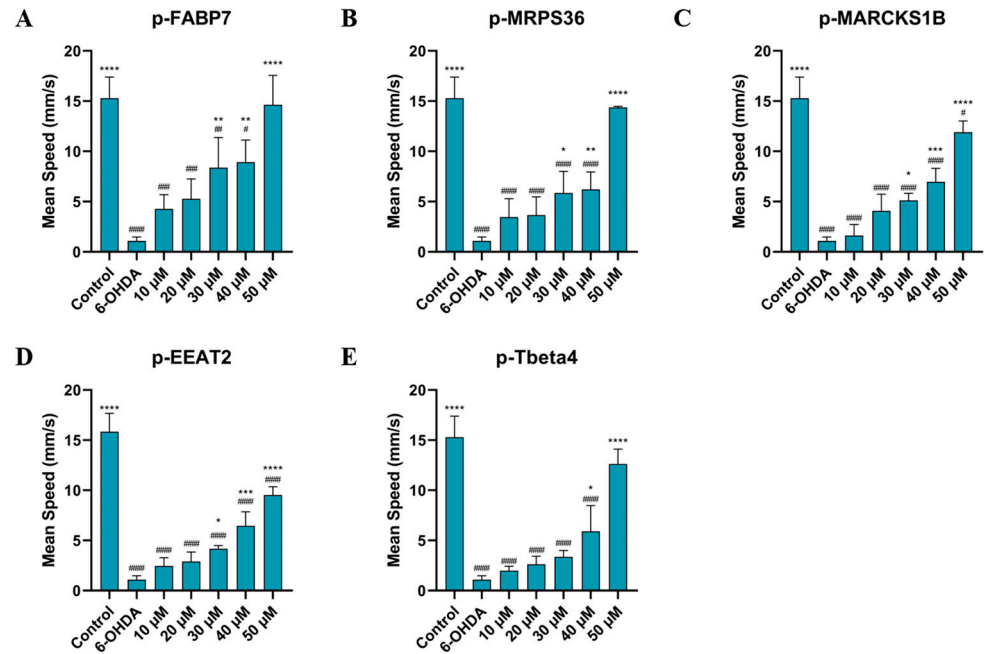 A
p-FABP7
Mean Speed (mm/s)
20
15
10
5
0
****
####
###
###
**
##
**
#
****
Control
6-OHDA
10 µM
20 µM
30 µM
40 µM
50 µM
B
p-MRPS36
Mean Speed (mm/s)
20
15
10
5
0
****
####
####
####
*
####
**
####
****
Control
6-OHDA
10 µM
20 µM
30 µM
40 µM
50 µM
C
p-MARCKS1B
Mean Speed (mm/s)
20
15
10
5
0
****
####
####
####
*
####
***
####
****
#
Control
6-OHDA
10 µM
20 µM
30 µM
40 µM
50 µM
D
p-EEAT2
Mean Speed (mm/s)
20
15
10
5
0
****
####
####
####
*
####
***
####
****
####
Control
6-OHDA
10 µM
20 µM
30 µM
40 µM
50 µM
E
p-Tbeta4
Mean Speed (mm/s)
20
15
10
5
0
****
####
####
####
####
*
####
****
Control
6-OHDA
10 µM
20 µM
30 µM
40 µM
50 µM